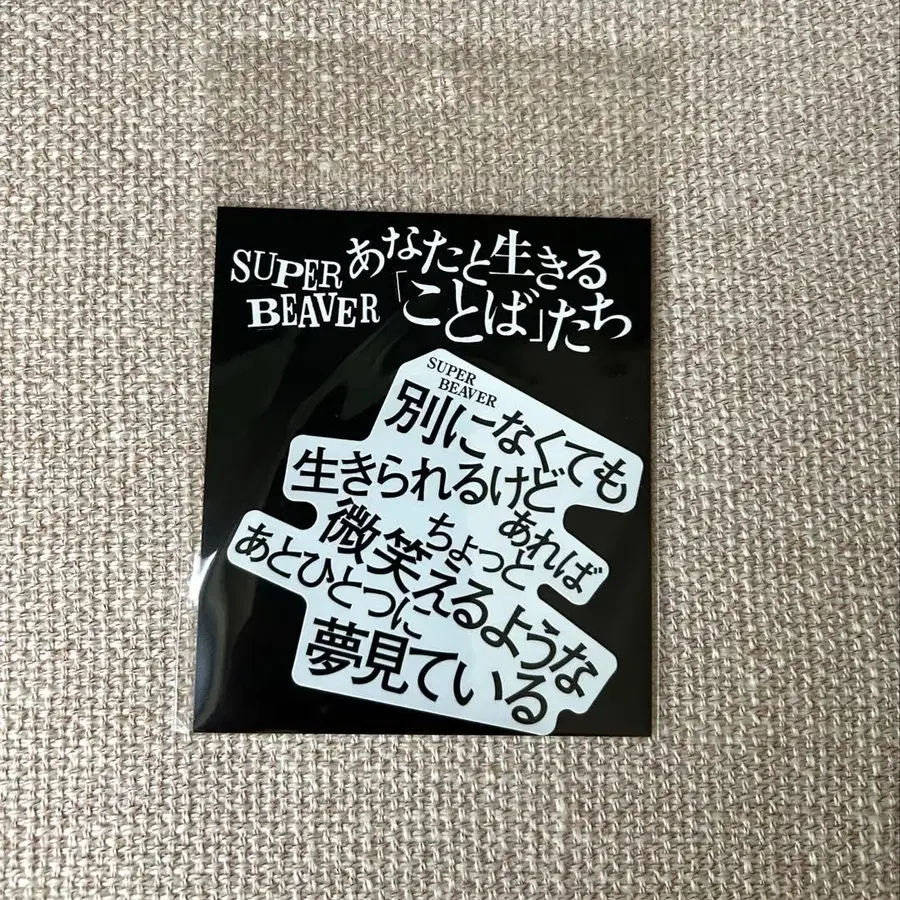 SUPER
BEAVER
あなたと生きる
「ことば」たち
SUPER
BEAVER
別になくても
生きられるけど
あれば
ちょっと
微笑えるような
あとひとつに
夢見ている